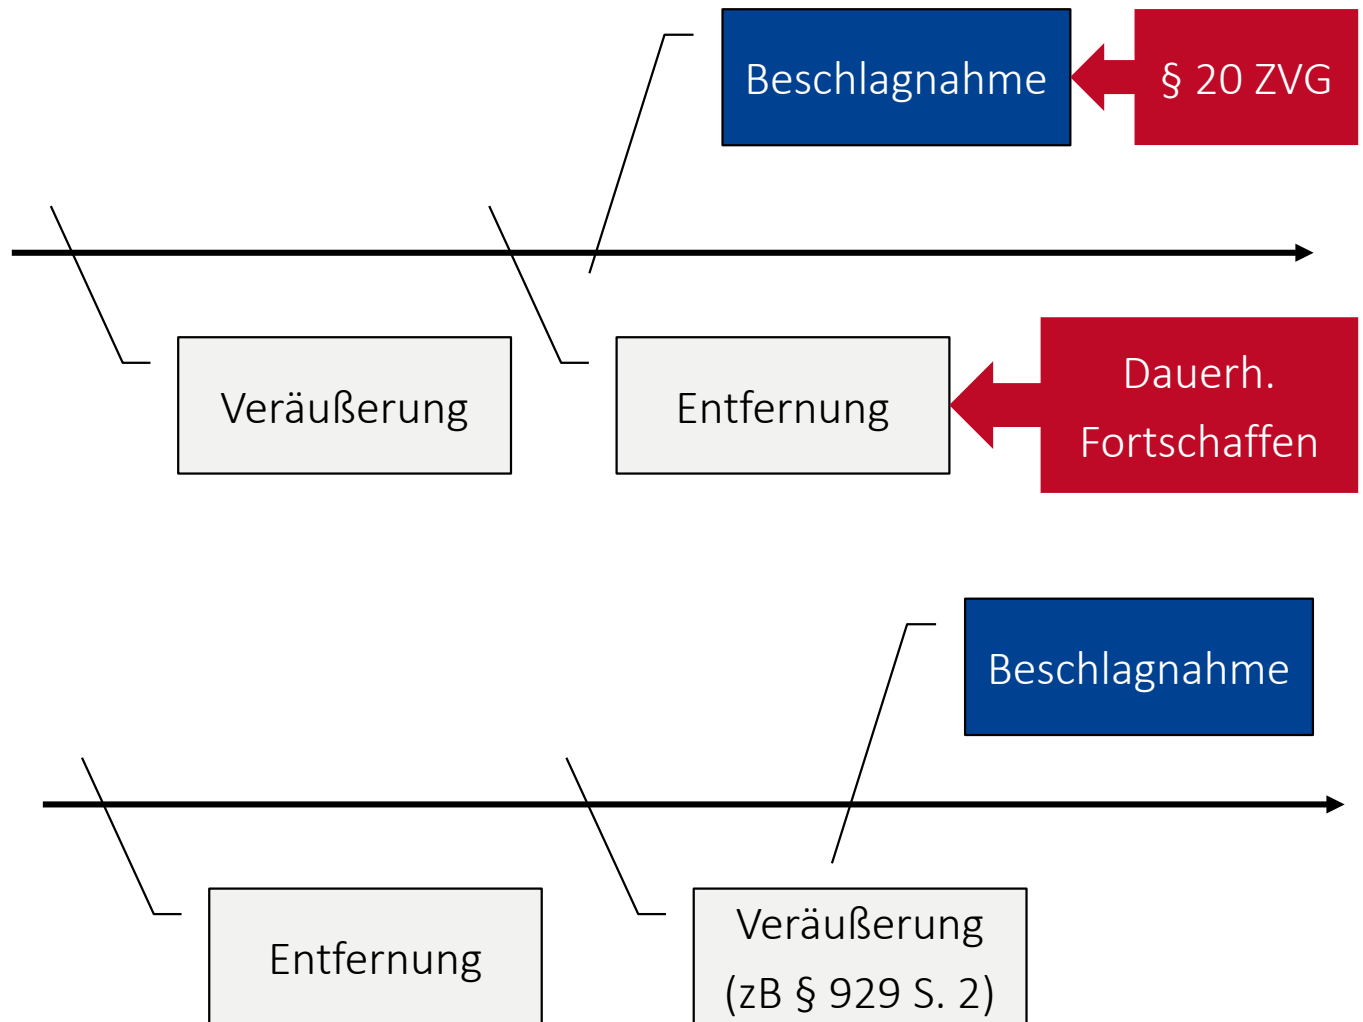 Beschlagnahme
§ 20 ZVG
Veräußerung
Entfernung
Dauerh.
Fortschaffen
Beschlagnahme
Entfernung
Veräußerung
(zB § 929 S. 2)